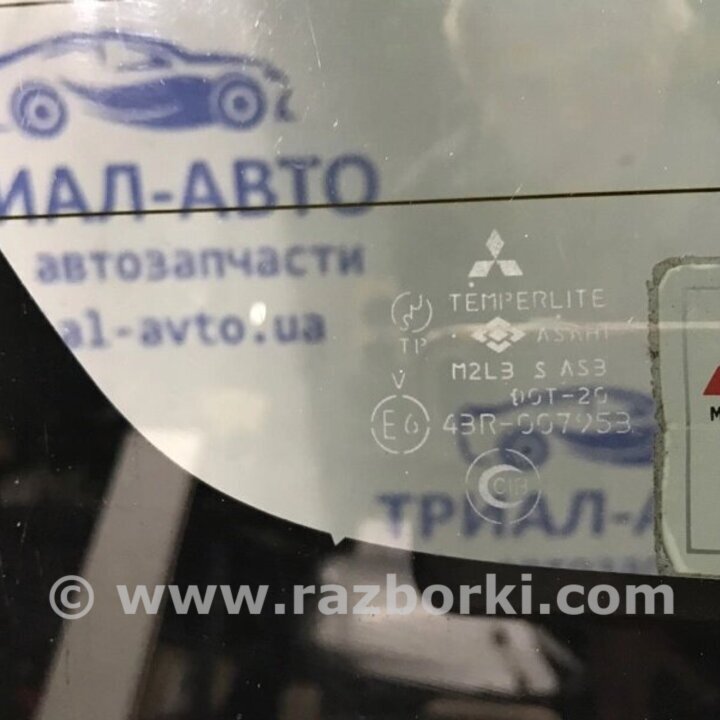 ИАЛ-АВТО
автозапчасти
al-avto.ua
TEMPERLITE
ASAHI
TP
M2L3 S AS3
V
DOT-20
E6 43R-007953
ТРИАЛ-А
M
© www.razborki.com